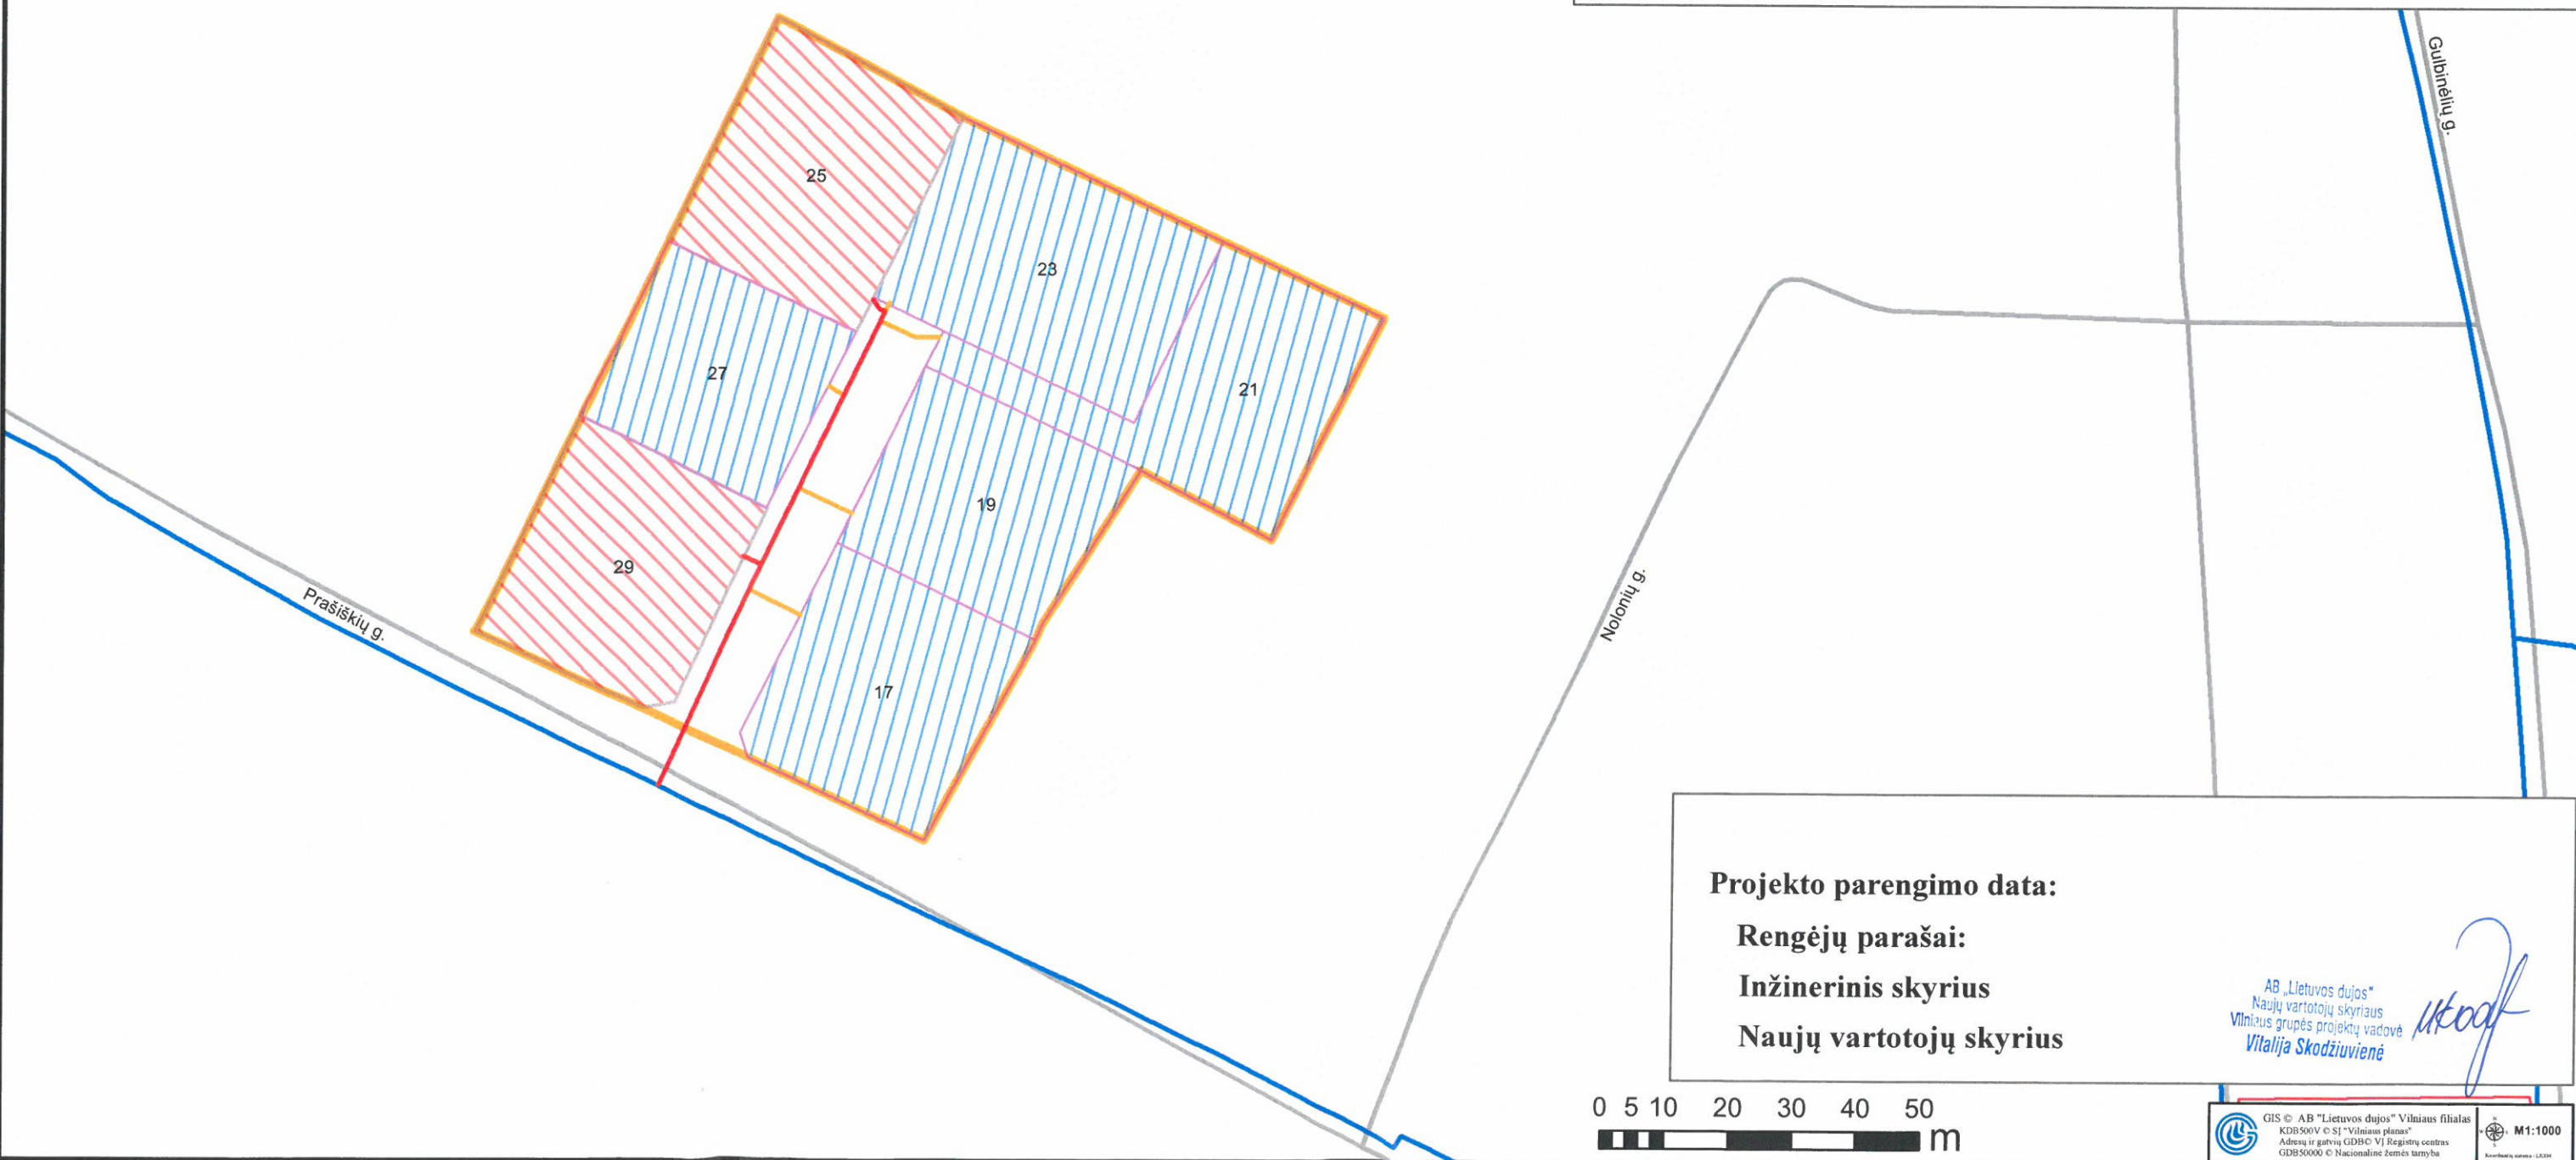 Gulbinėlių g.
25
23
27
21
19
29
Prašiškių g.
Nolonių g.
17
Projekto parengimo data:
Rengėjų parašai:
Inžinerinis skyrius
Naujų vartotojų skyrius
AB „Lietuvos dujos"
Naujų vartotojų skyriaus
Vilniaus grupės projektų vadovė
Vitalija Skodžiuvienė
0 5 10 20 30 40 50
m
GIS © AB "Lietuvos dujos" Vilniaus filialas
KDB500V © SĮ "Vilniaus planas"
Adresų ir gatvių GDB© VĮ Registrų centras
GDB50000 © Nacionalinė žemės tarnyba
M1:1000